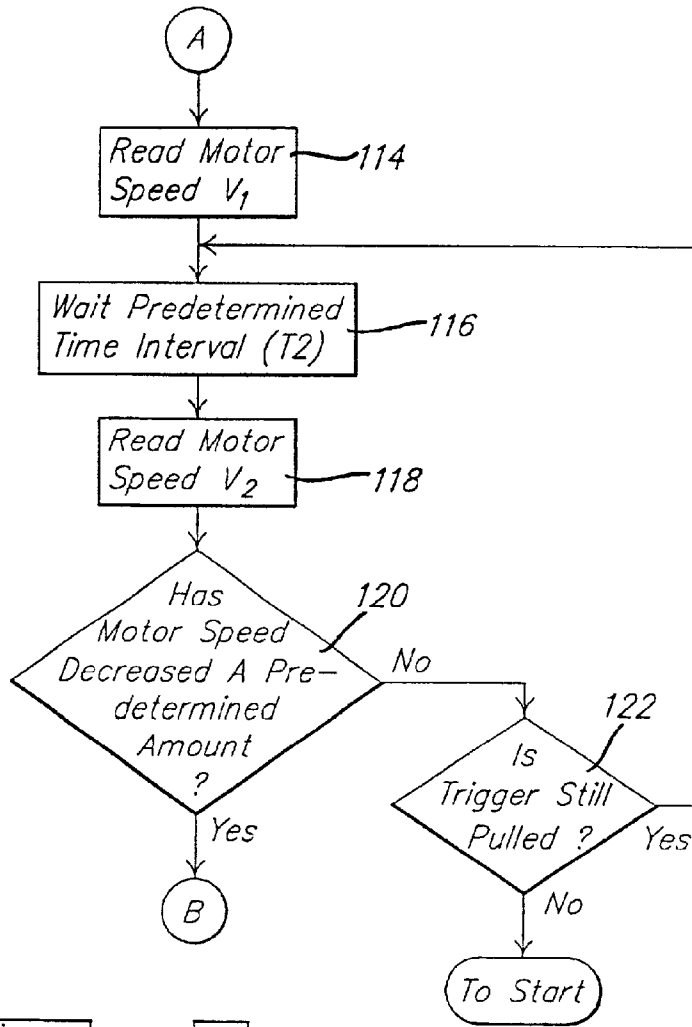 A
Read Motor
Speed V₁
114
Wait Predetermined
Time Interval (T2)
116
Read Motor
Speed V₂
118
Has
Motor Speed
Decreased A Pre-
determined
Amount
?
120
No
Yes
Is
Trigger Still
Pulled ?
122
Yes
No
B
To Start